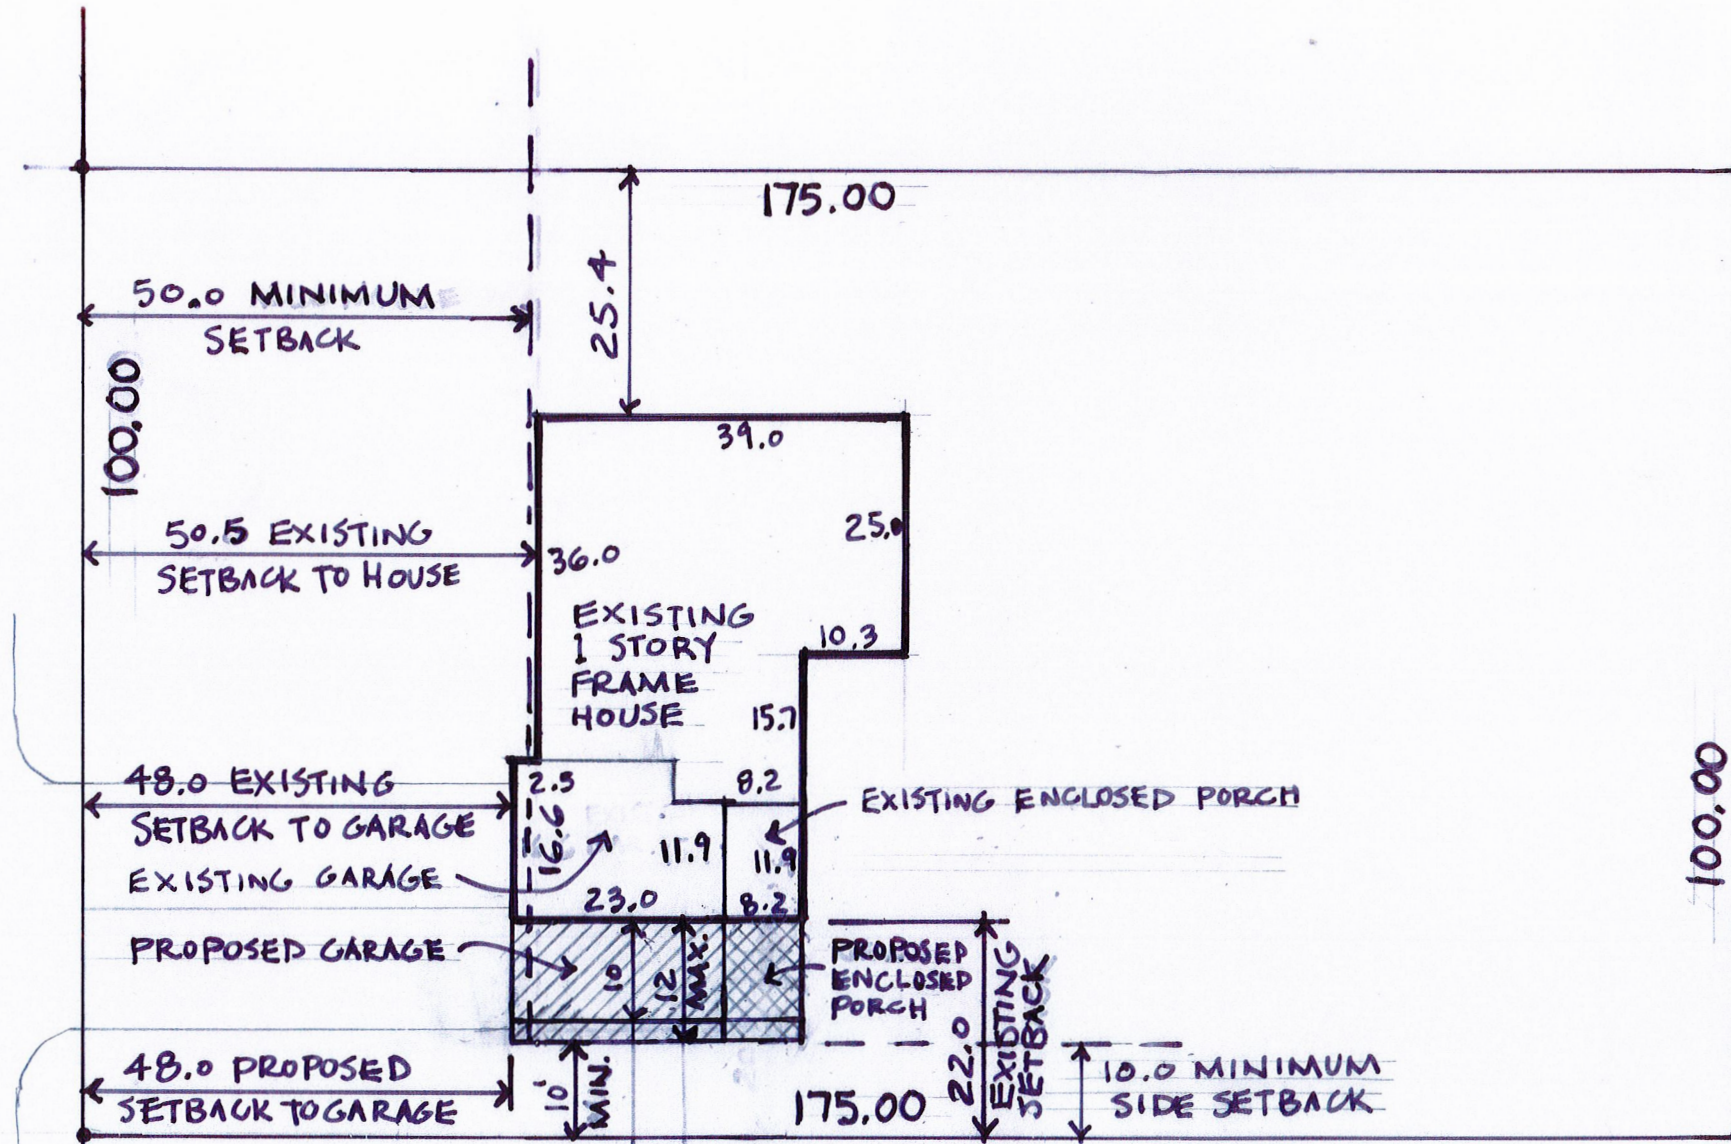 175.00
25.4
50.0 MINIMUM
SETBACK
100.00
39.0
50.5 EXISTING
SETBACK TO HOUSE
36.0
25.0
EXISTING
1 STORY
FRAME
HOUSE
10.3
15.7
48.0 EXISTING
SETBACK TO GARAGE
2.5
16.6
8.2
EXISTING ENCLOSED PORCH
11.9
11.9
EXISTING GARAGE
23.0
8.2
100.00
PROPOSED GARAGE
10
12
MAX.
PROPOSED
ENCLOSED
PORCH
22.0
EXISTING
SETBACK
48.0 PROPOSED
SETBACK TO GARAGE
10'
MIN.
175.00
10.0 MINIMUM
SIDE SETBACK